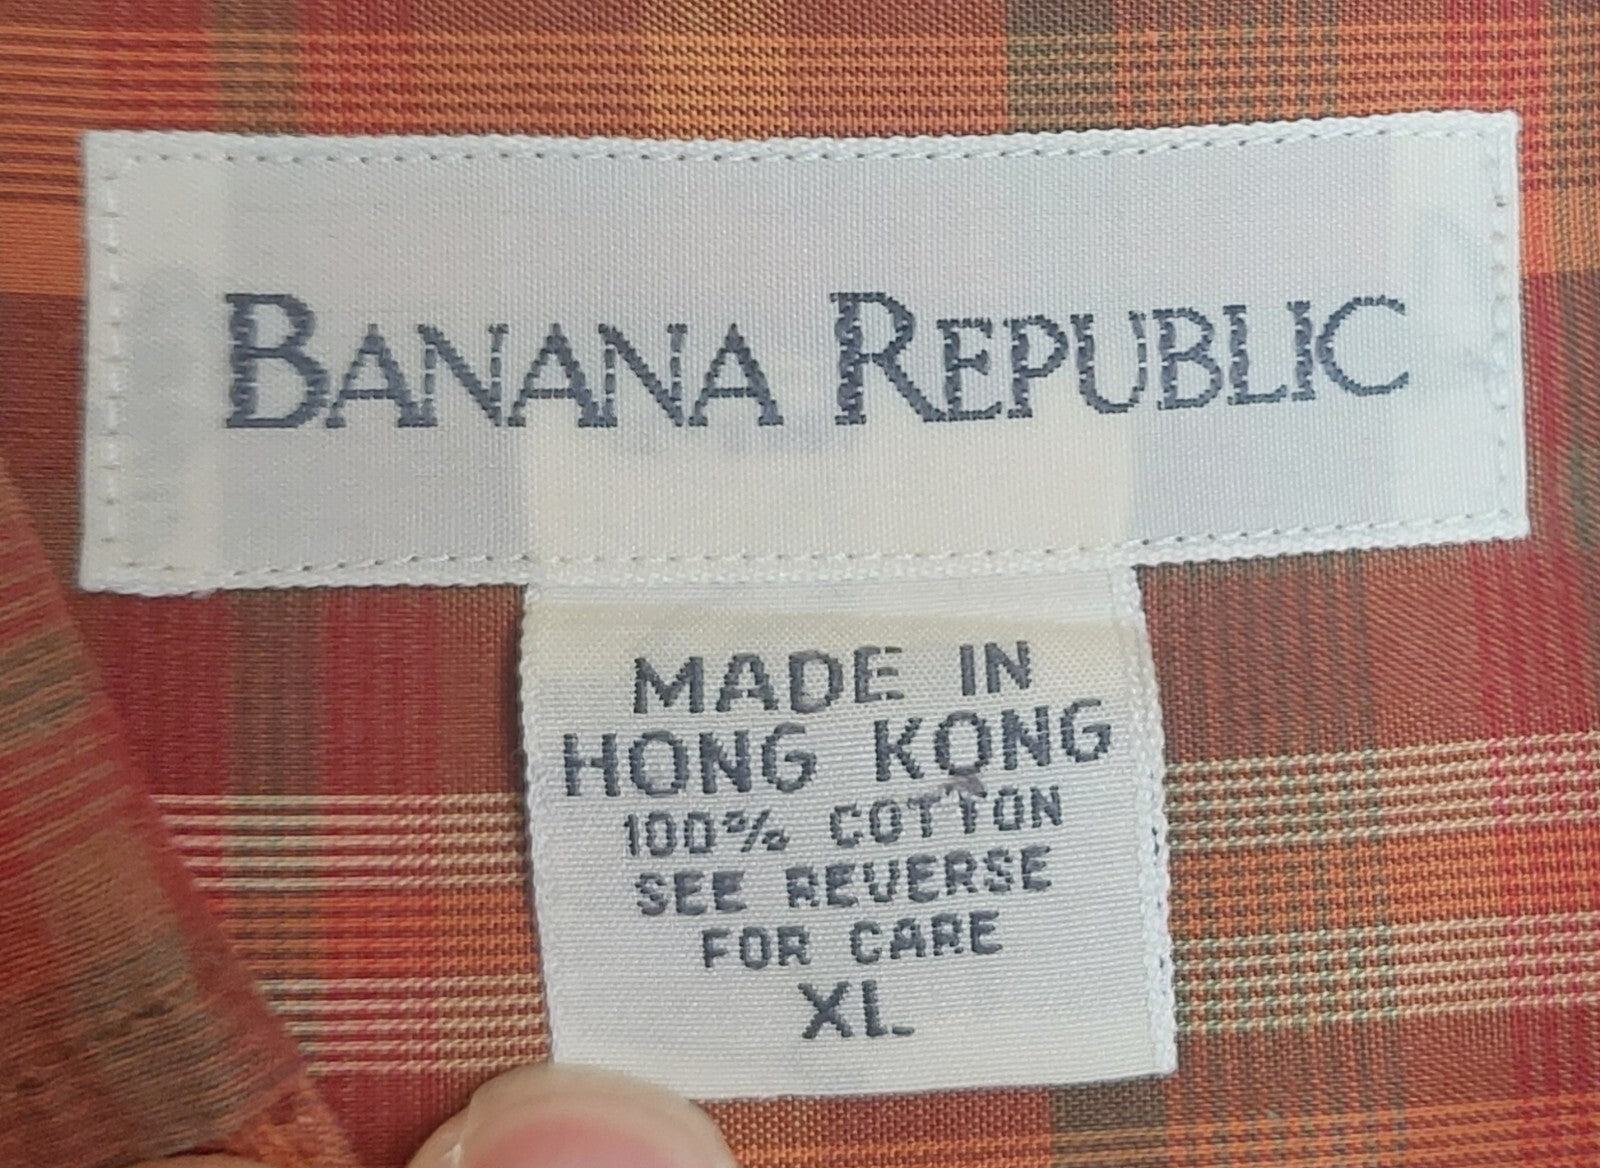 BANANA REPUBLIC
MADE IN
HONG KONG
100% COTTON
SEE REVERSE
FOR CARE
XL